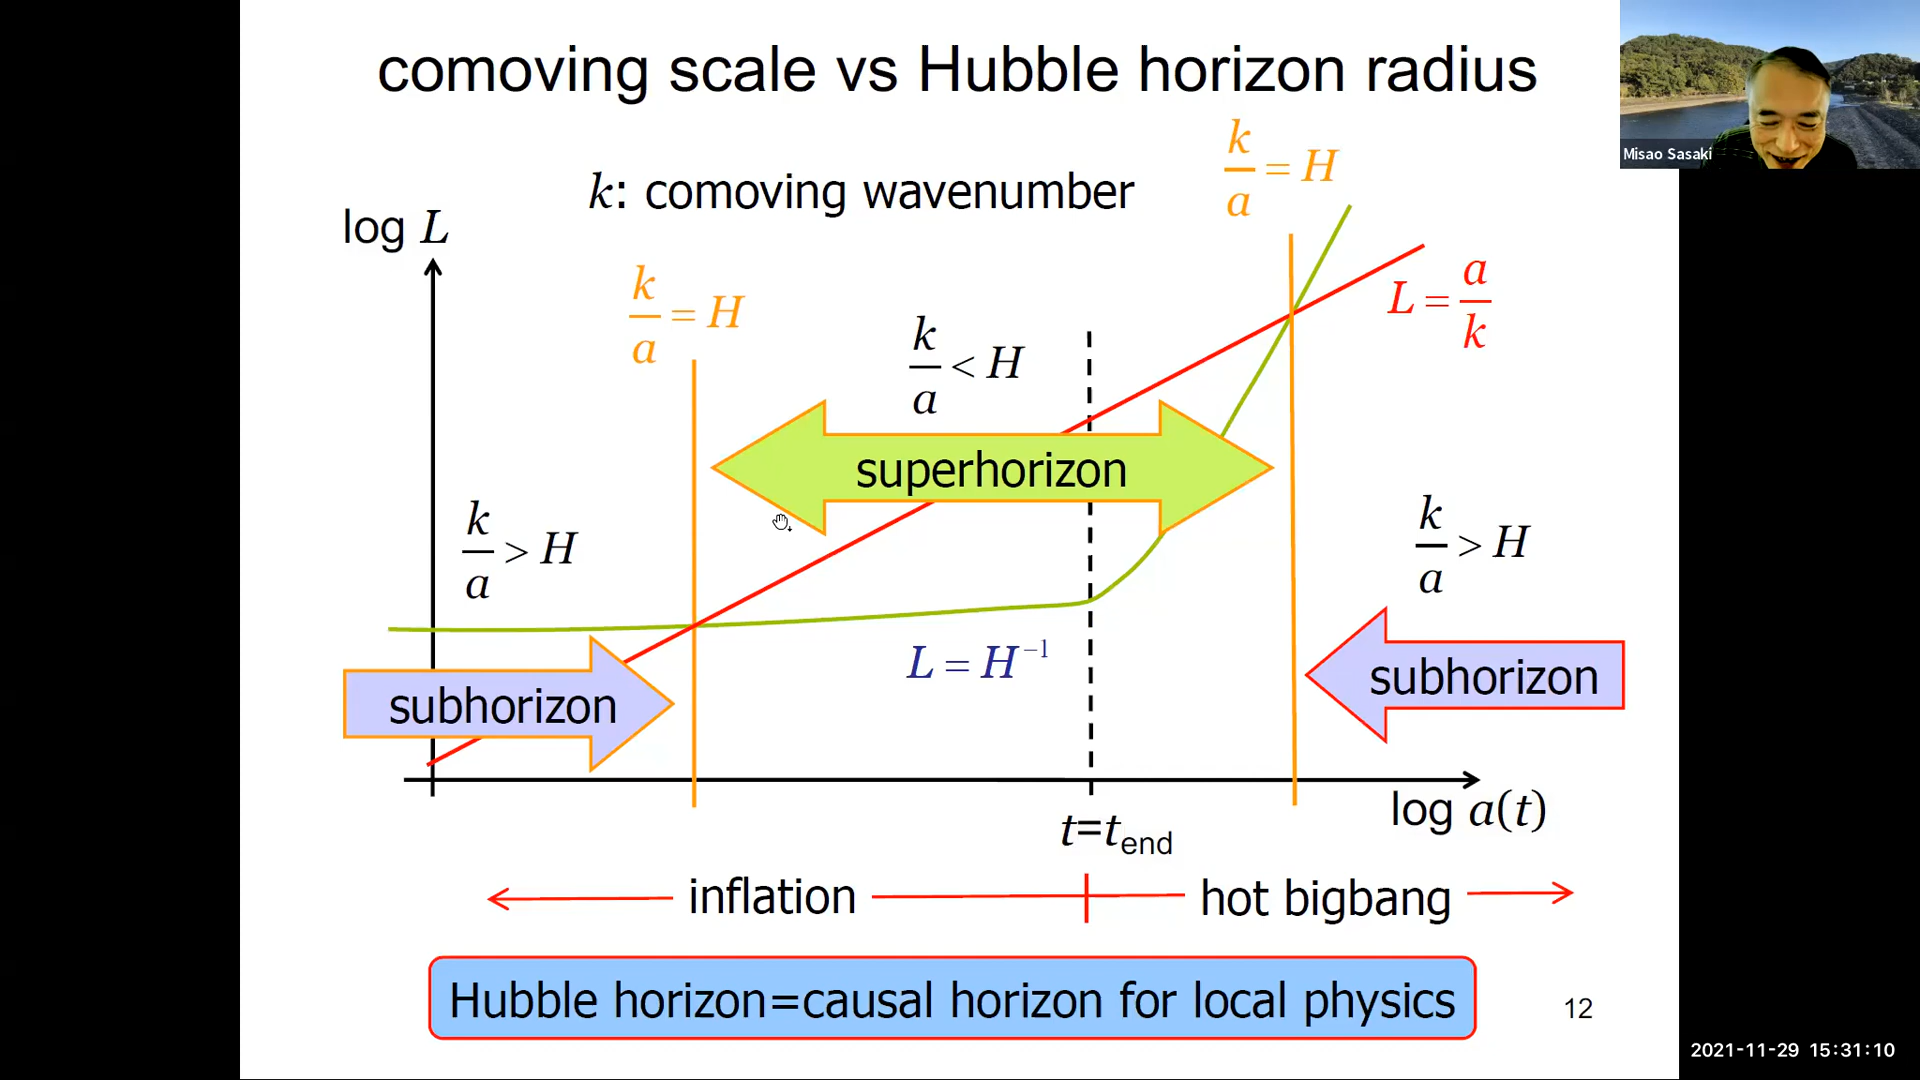 comoving scale vs Hubble horizon radius
Misao Sasaki
k: comoving wavenumber
k/a = H
log L
k/a = H
k/a < H
L = a/k
superhorizon
k/a > H
k/a > H
L = H⁻¹
subhorizon
subhorizon
log a(t)
t=t_end
inflation
hot bigbang
Hubble horizon=causal horizon for local physics
12
2021-11-29 15:31:10